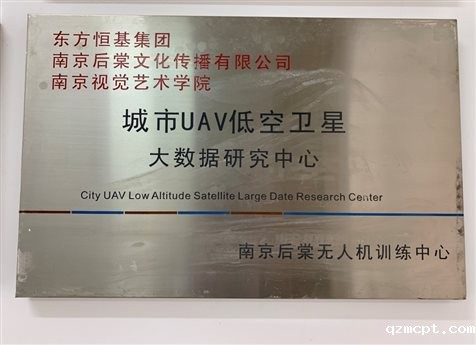 东方恒基集团
南京后棠文化传播有限公司
南京视觉艺术学院
城市UAV低空卫星
大数据研究中心
City UAV Low Altitude Satellite Large Date Research Center
南京后棠无人机训练中心
qzmcpt.com